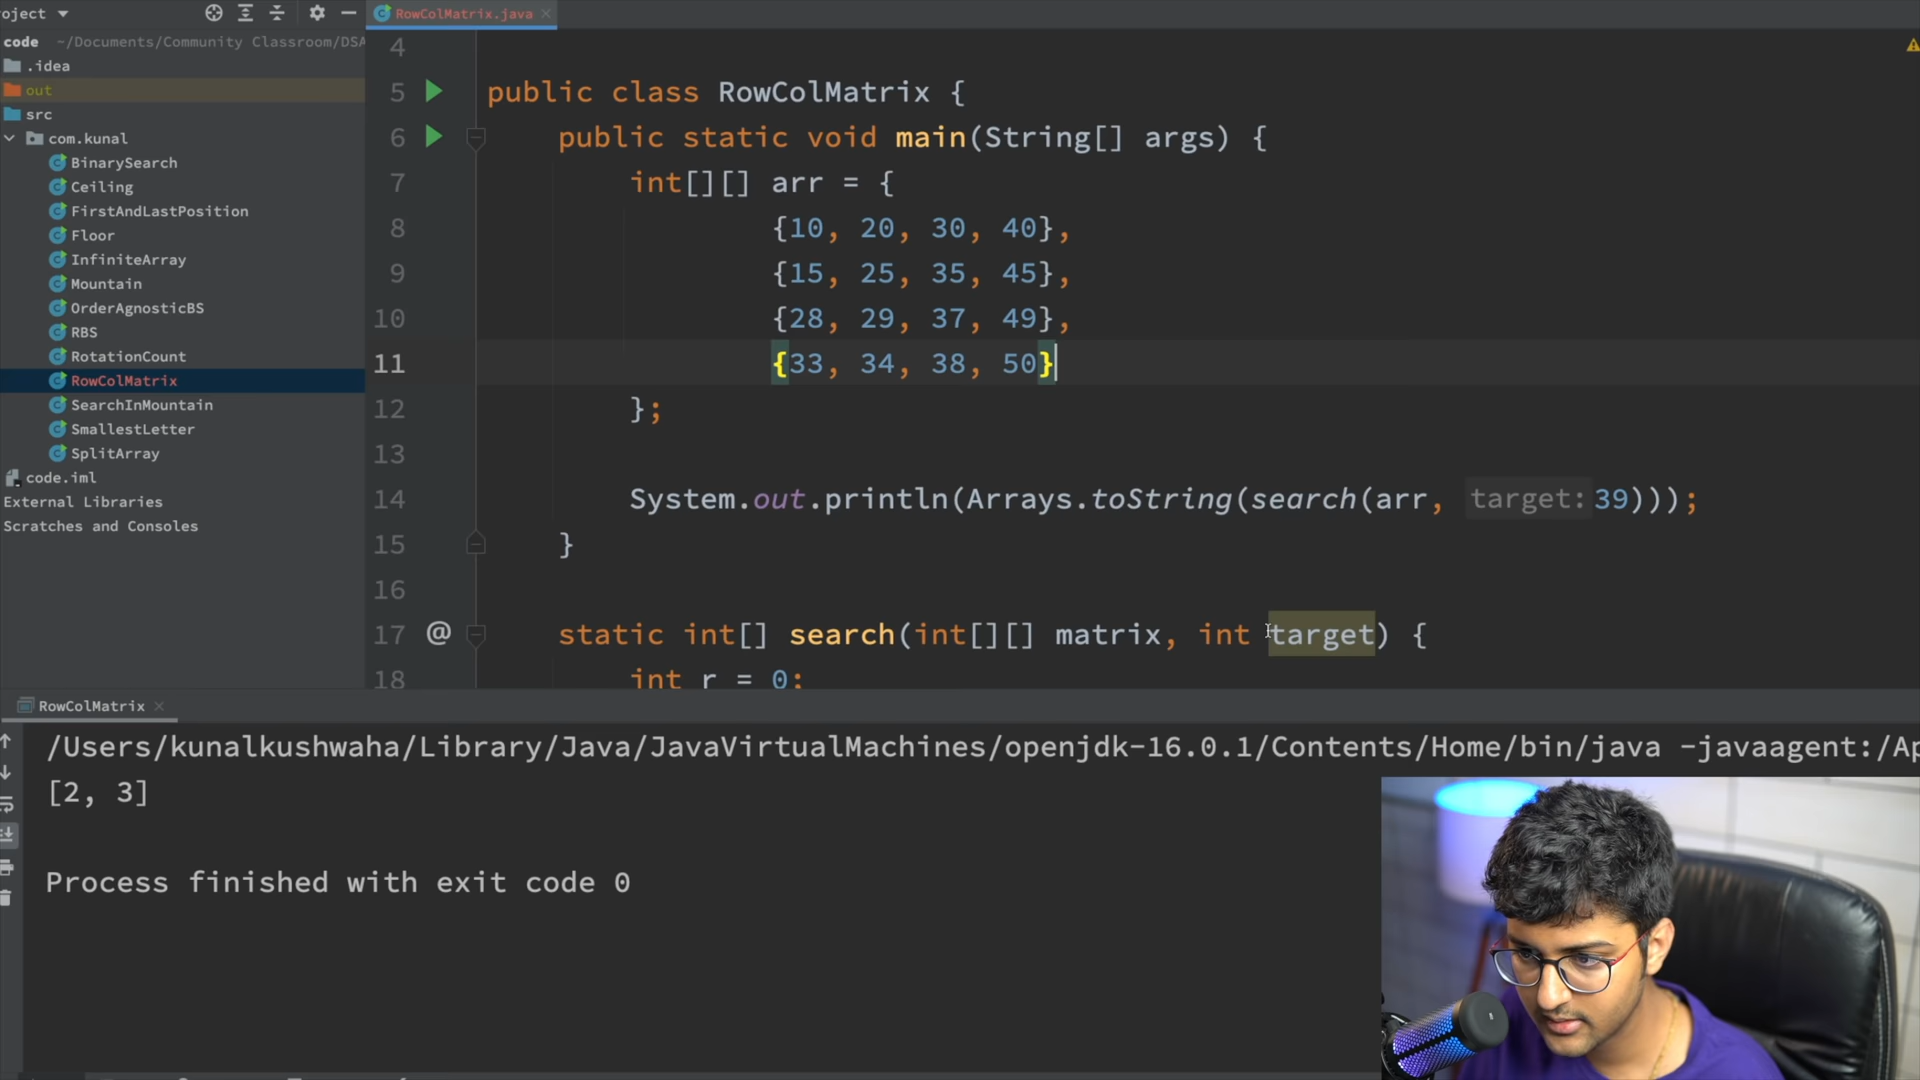 oject
RowColMatrix.java
code ~/Documents/Community Classroom/DSA
.idea
out
src
com.kunal
BinarySearch
Ceiling
FirstAndLastPosition
Floor
InfiniteArray
Mountain
OrderAgnosticBS
RBS
RotationCount
RowColMatrix
SearchInMountain
SmallestLetter
SplitArray
code.iml
External Libraries
Scratches and Consoles
4
5 public class RowColMatrix {
6 public static void main(String[] args) {
7 int[][] arr = {
8 {10, 20, 30, 40},
9 {15, 25, 35, 45},
10 {28, 29, 37, 49},
11 {33, 34, 38, 50}
12 };
13
14 System.out.println(Arrays.toString(search(arr, target: 39)));
15 }
16
17 @ static int[] search(int[][] matrix, int target) {
18 int r = 0;
RowColMatrix
/Users/kunalkushwaha/Library/Java/JavaVirtualMachines/openjdk-16.0.1/Contents/Home/bin/java -javaagent:/Ap
[2, 3]
Process finished with exit code 0